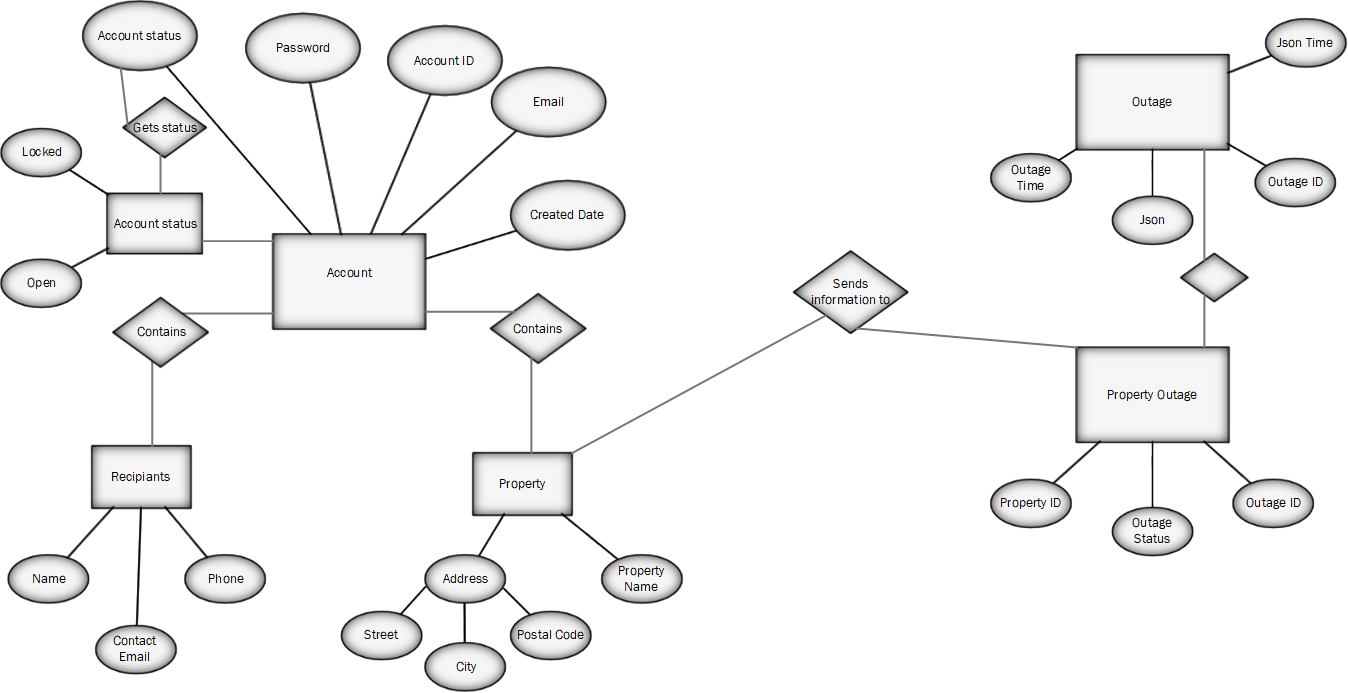 Account status
Password
Account ID
Email
Json Time
Outage
Gets status
Locked
Outage
Time
Outage ID
Json
Account status
Created Date
Open
Account
Sends
information to
Contains
Contains
Property Outage
Recipiants
Property
Property ID
Outage
Status
Outage ID
Name
Phone
Contact
Email
Address
Property
Name
Street
City
Postal Code